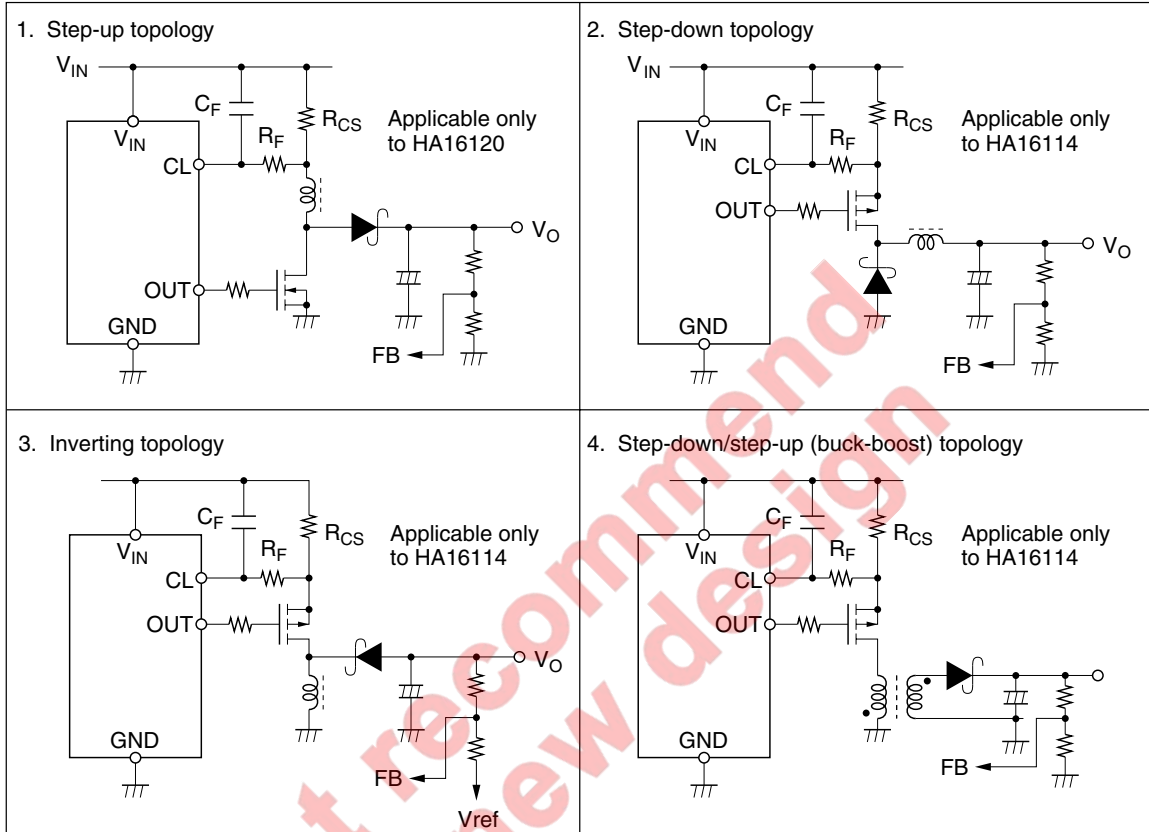 1. Step-up topology
V_IN
C_F
R_CS
Applicable only
to HA16120
V_IN
R_F
CL
V_O
OUT
GND
FB
2. Step-down topology
V_IN
C_F
R_CS
Applicable only
to HA16114
V_IN
R_F
CL
OUT
V_O
GND
FB
3. Inverting topology
C_F
R_CS
Applicable only
to HA16114
V_IN
R_F
CL
OUT
V_O
GND
FB
Vref
4. Step-down/step-up (buck-boost) topology
C_F
R_CS
Applicable only
to HA16114
V_IN
R_F
CL
OUT
GND
FB
t recommend
new design